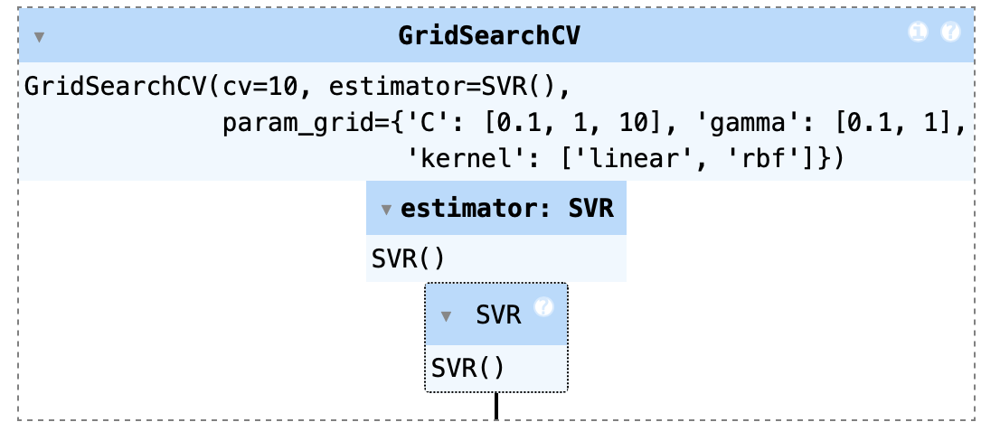 GridSearchCV
i ?
GridSearchCV(cv=10, estimator=SVR(),
param_grid={'C': [0.1, 1, 10], 'gamma': [0.1, 1],
'kernel': ['linear', 'rbf']})
estimator: SVR
SVR()
SVR ?
SVR()